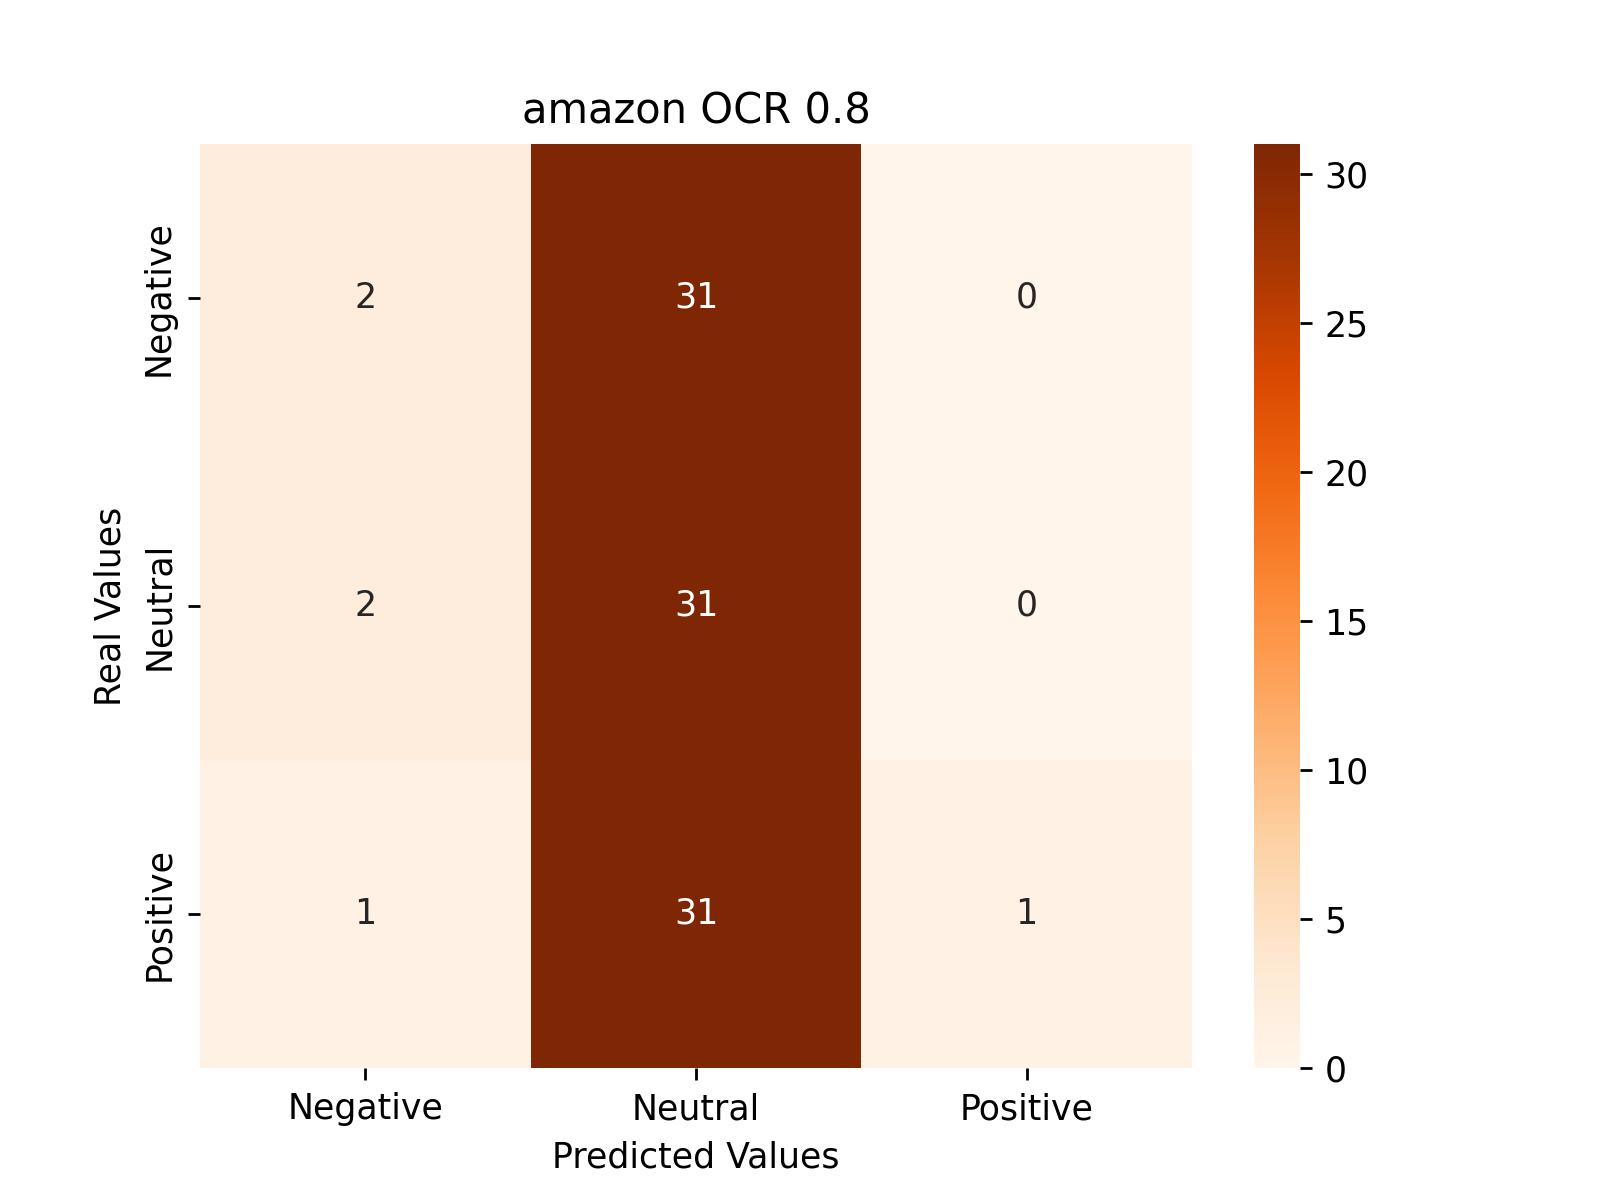 amazon OCR 0.8
Real Values
Negative
2 31 0
Neutral
2 31 0
Positive
1 31 1
Negative Neutral Positive
Predicted Values
30
25
20
15
10
5
0